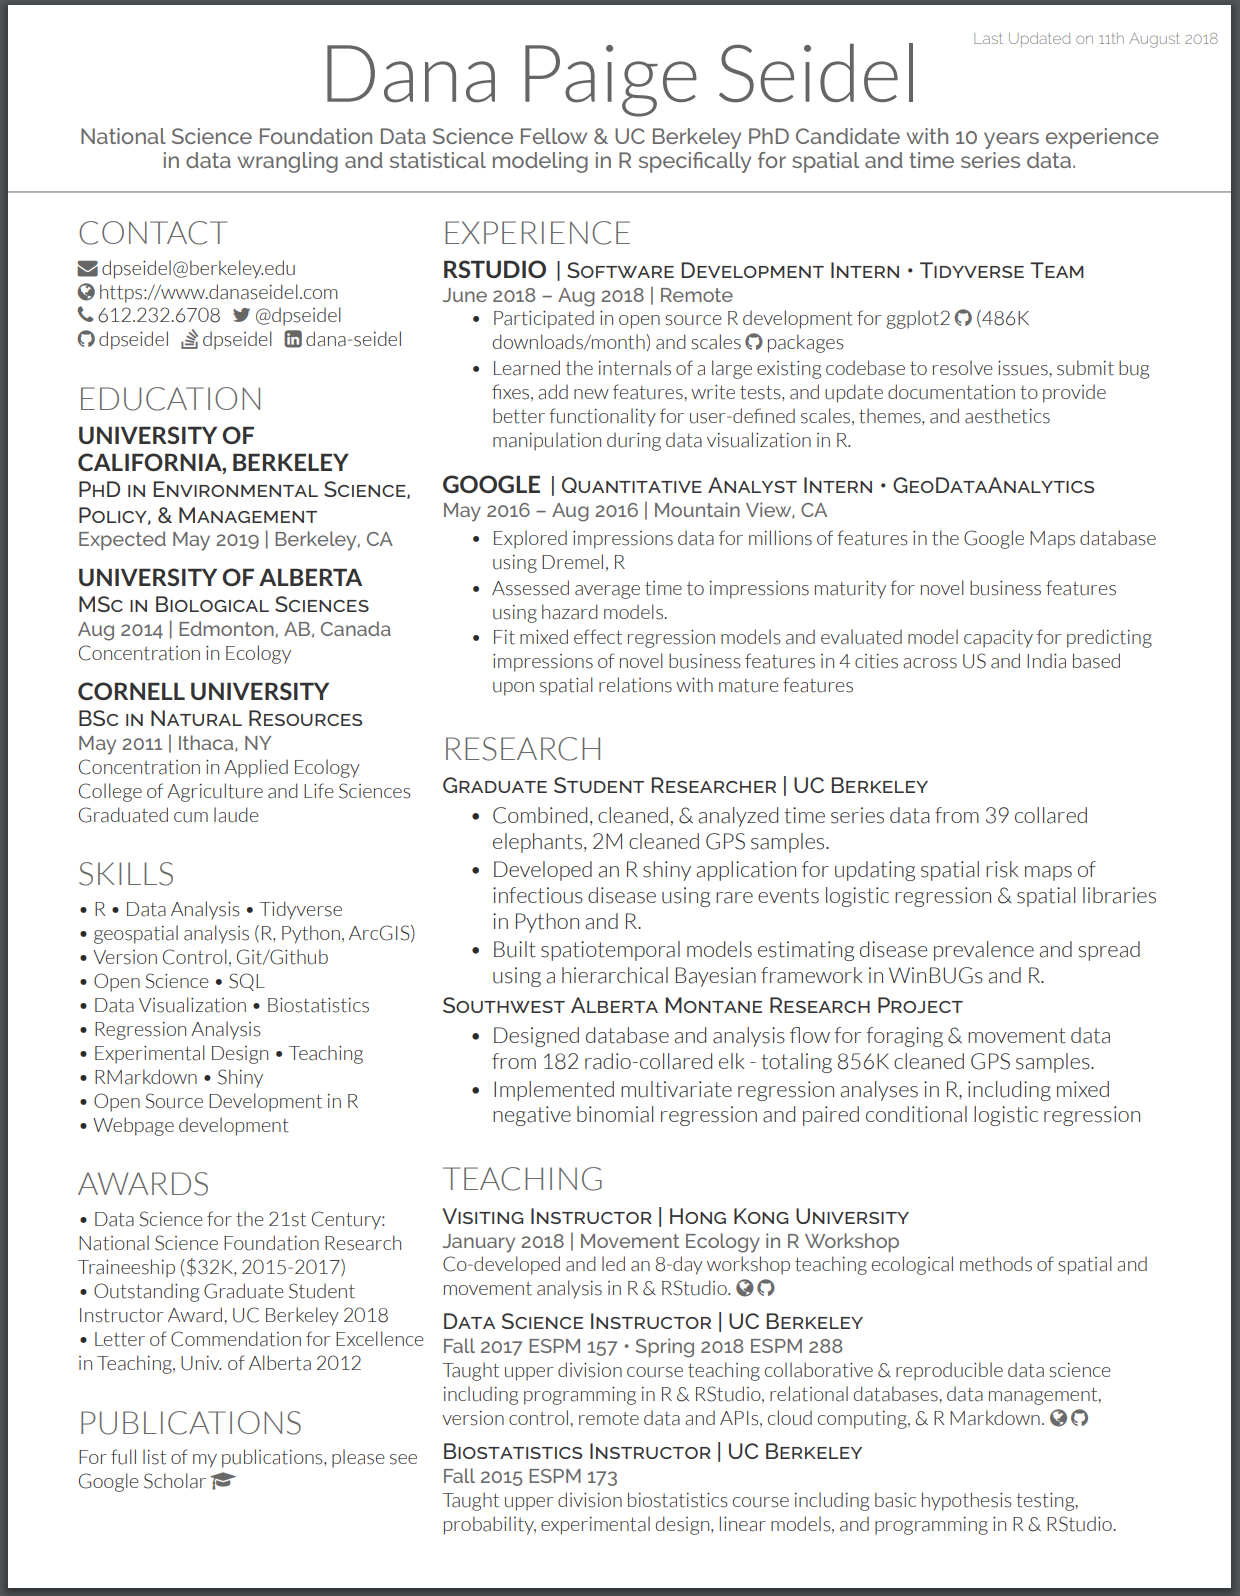 Last Updated on 11th August 2018
Dana Paige Seidel
National Science Foundation Data Science Fellow & UC Berkeley PhD Candidate with 10 years experience
in data wrangling and statistical modeling in R specifically for spatial and time series data.
CONTACT
dpseidel@berkeley.edu
https://www.danaseidel.com
612.232.6708 @dpseidel
dpseidel dpseidel dana-seidel
EDUCATION
UNIVERSITY OF
CALIFORNIA, BERKELEY
PHD IN ENVIRONMENTAL SCIENCE,
POLICY, & MANAGEMENT
Expected May 2019 | Berkeley, CA
UNIVERSITY OF ALBERTA
MSC IN BIOLOGICAL SCIENCES
Aug 2014 | Edmonton, AB, Canada
Concentration in Ecology
CORNELL UNIVERSITY
BSC IN NATURAL RESOURCES
May 2011 | Ithaca, NY
Concentration in Applied Ecology
College of Agriculture and Life Sciences
Graduated cum laude
SKILLS
• R • Data Analysis • Tidyverse
• geospatial analysis (R, Python, ArcGIS)
• Version Control, Git/Github
• Open Science • SQL
• Data Visualization • Biostatistics
• Regression Analysis
• Experimental Design • Teaching
• RMarkdown • Shiny
• Open Source Development in R
• Webpage development
AWARDS
• Data Science for the 21st Century:
National Science Foundation Research
Traineeship ($32K, 2015-2017)
• Outstanding Graduate Student
Instructor Award, UC Berkeley 2018
• Letter of Commendation for Excellence
in Teaching, Univ. of Alberta 2012
PUBLICATIONS
For full list of my publications, please see
Google Scholar
EXPERIENCE
RSTUDIO | SOFTWARE DEVELOPMENT INTERN • TIDYVERSE TEAM
June 2018 – Aug 2018 | Remote
• Participated in open source R development for ggplot2 (486K
downloads/month) and scales packages
• Learned the internals of a large existing codebase to resolve issues, submit bug
fixes, add new features, write tests, and update documentation to provide
better functionality for user-defined scales, themes, and aesthetics
manipulation during data visualization in R.
GOOGLE | QUANTITATIVE ANALYST INTERN • GEODATAANALYTICS
May 2016 – Aug 2016 | Mountain View, CA
• Explored impressions data for millions of features in the Google Maps database
using Dremel, R
• Assessed average time to impressions maturity for novel business features
using hazard models.
• Fit mixed effect regression models and evaluated model capacity for predicting
impressions of novel business features in 4 cities across US and India based
upon spatial relations with mature features
RESEARCH
GRADUATE STUDENT RESEARCHER | UC BERKELEY
• Combined, cleaned, & analyzed time series data from 39 collared
elephants, 2M cleaned GPS samples.
• Developed an R shiny application for updating spatial risk maps of
infectious disease using rare events logistic regression & spatial libraries
in Python and R.
• Built spatiotemporal models estimating disease prevalence and spread
using a hierarchical Bayesian framework in WinBUGs and R.
SOUTHWEST ALBERTA MONTANE RESEARCH PROJECT
• Designed database and analysis flow for foraging & movement data
from 182 radio-collared elk - totaling 856K cleaned GPS samples.
• Implemented multivariate regression analyses in R, including mixed
negative binomial regression and paired conditional logistic regression
TEACHING
VISITING INSTRUCTOR | HONG KONG UNIVERSITY
January 2018 | Movement Ecology in R Workshop
Co-developed and led an 8-day workshop teaching ecological methods of spatial and
movement analysis in R & RStudio.
DATA SCIENCE INSTRUCTOR | UC BERKELEY
Fall 2017 ESPM 157 • Spring 2018 ESPM 288
Taught upper division course teaching collaborative & reproducible data science
including programming in R & RStudio, relational databases, data management,
version control, remote data and APIs, cloud computing, & R Markdown.
BIOSTATISTICS INSTRUCTOR | UC BERKELEY
Fall 2015 ESPM 173
Taught upper division biostatistics course including basic hypothesis testing,
probability, experimental design, linear models, and programming in R & RStudio.